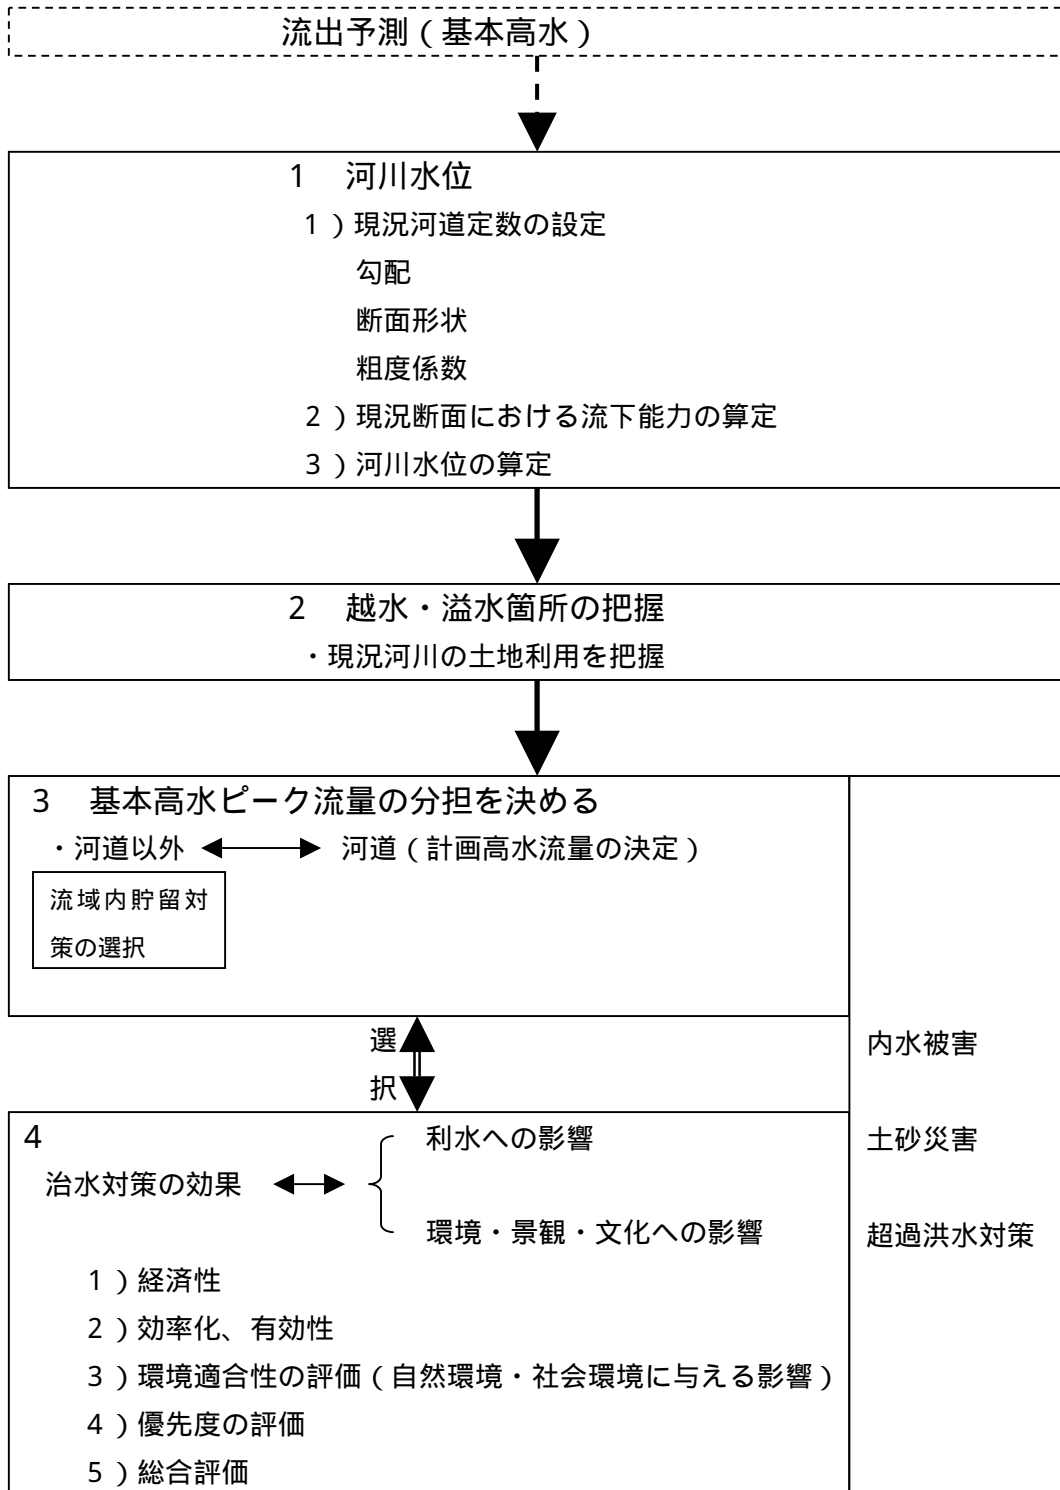 流出予測（基本高水）
1　河川水位
1）現況河道定数の設定
勾配
断面形状
粗度係数
2）現況断面における流下能力の算定
3）河川水位の算定
2　越水・溢水箇所の把握
・現況河川の土地利用を把握
3　基本高水ピーク流量の分担を決める
・河道以外　河道（計画高水流量の決定）
流域内貯留対
策の選択
選
択
内水被害
4
利水への影響
土砂災害
治水対策の効果
環境・景観・文化への影響
超過洪水対策
1）経済性
2）効率化、有効性
3）環境適合性の評価（自然環境・社会環境に与える影響）
4）優先度の評価
5）総合評価